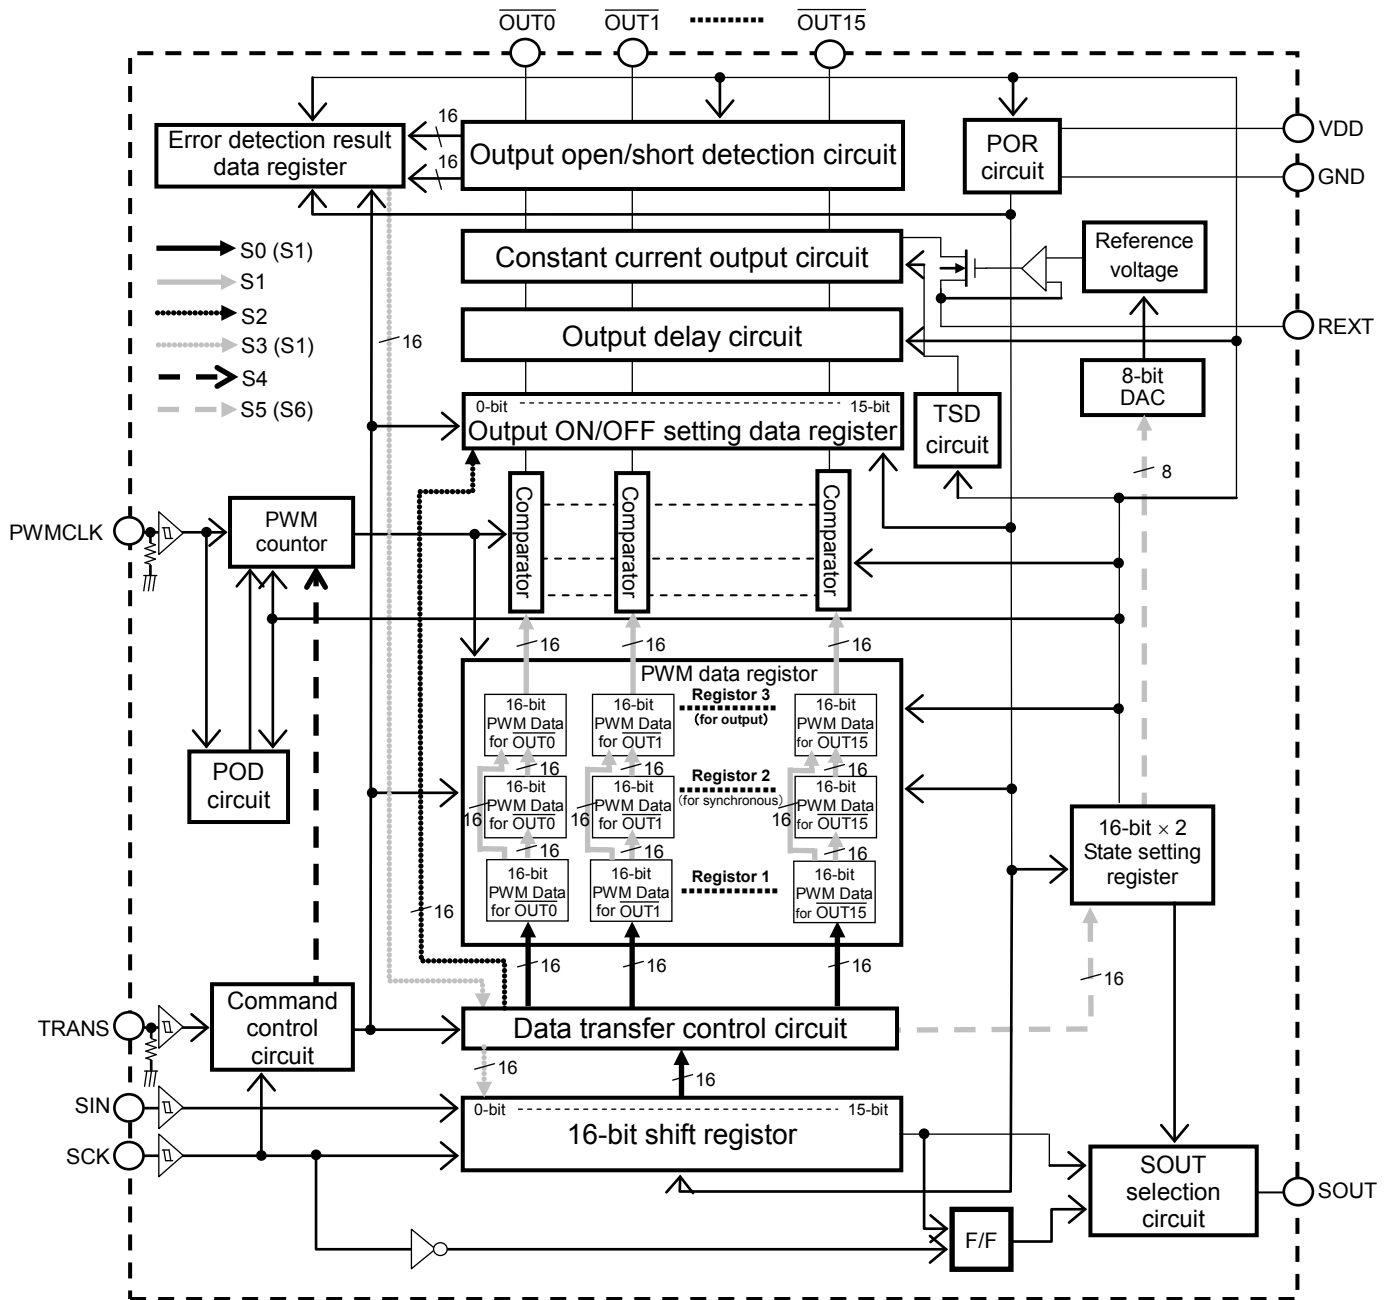 OUT0 OUT1 OUT15
VDD
GND
REXT
SOUT
PWMCLK
TRANS
SIN
SCK
Error detection result
data register
16
16
Output open/short detection circuit
POR
circuit
S0 (S1)
S1
S2
S3 (S1)
S4
S5 (S6)
16
Constant current output circuit
Reference
voltage
Output delay circuit
8-bit
DAC
0-bit 15-bit
Output ON/OFF setting data register
TSD
circuit
8
PWM
countor
Comparator
Comparator
Comparator
16 16 16
PWM data registor
16-bit
PWM Data
for OUT0
16-bit
PWM Data
for OUT1
Registor 3
(for output)
16-bit
PWM Data
for OUT15
16 16 16
POD
circuit
16
16-bit
PWM Data
for OUT0
16
16-bit
PWM Data
for OUT1
Registor 2
(for synchronous)
16
16-bit
PWM Data
for OUT15
16 16 16
16-bit
PWM Data
for OUT0
16-bit
PWM Data
for OUT1
Registor 1
16-bit
PWM Data
for OUT15
16-bit × 2
State setting
register
16
16 16 16
16
Command
control
circuit
Data transfer control circuit
16
16
0-bit 15-bit
16-bit shift registor
SOUT
selection
circuit
F/F